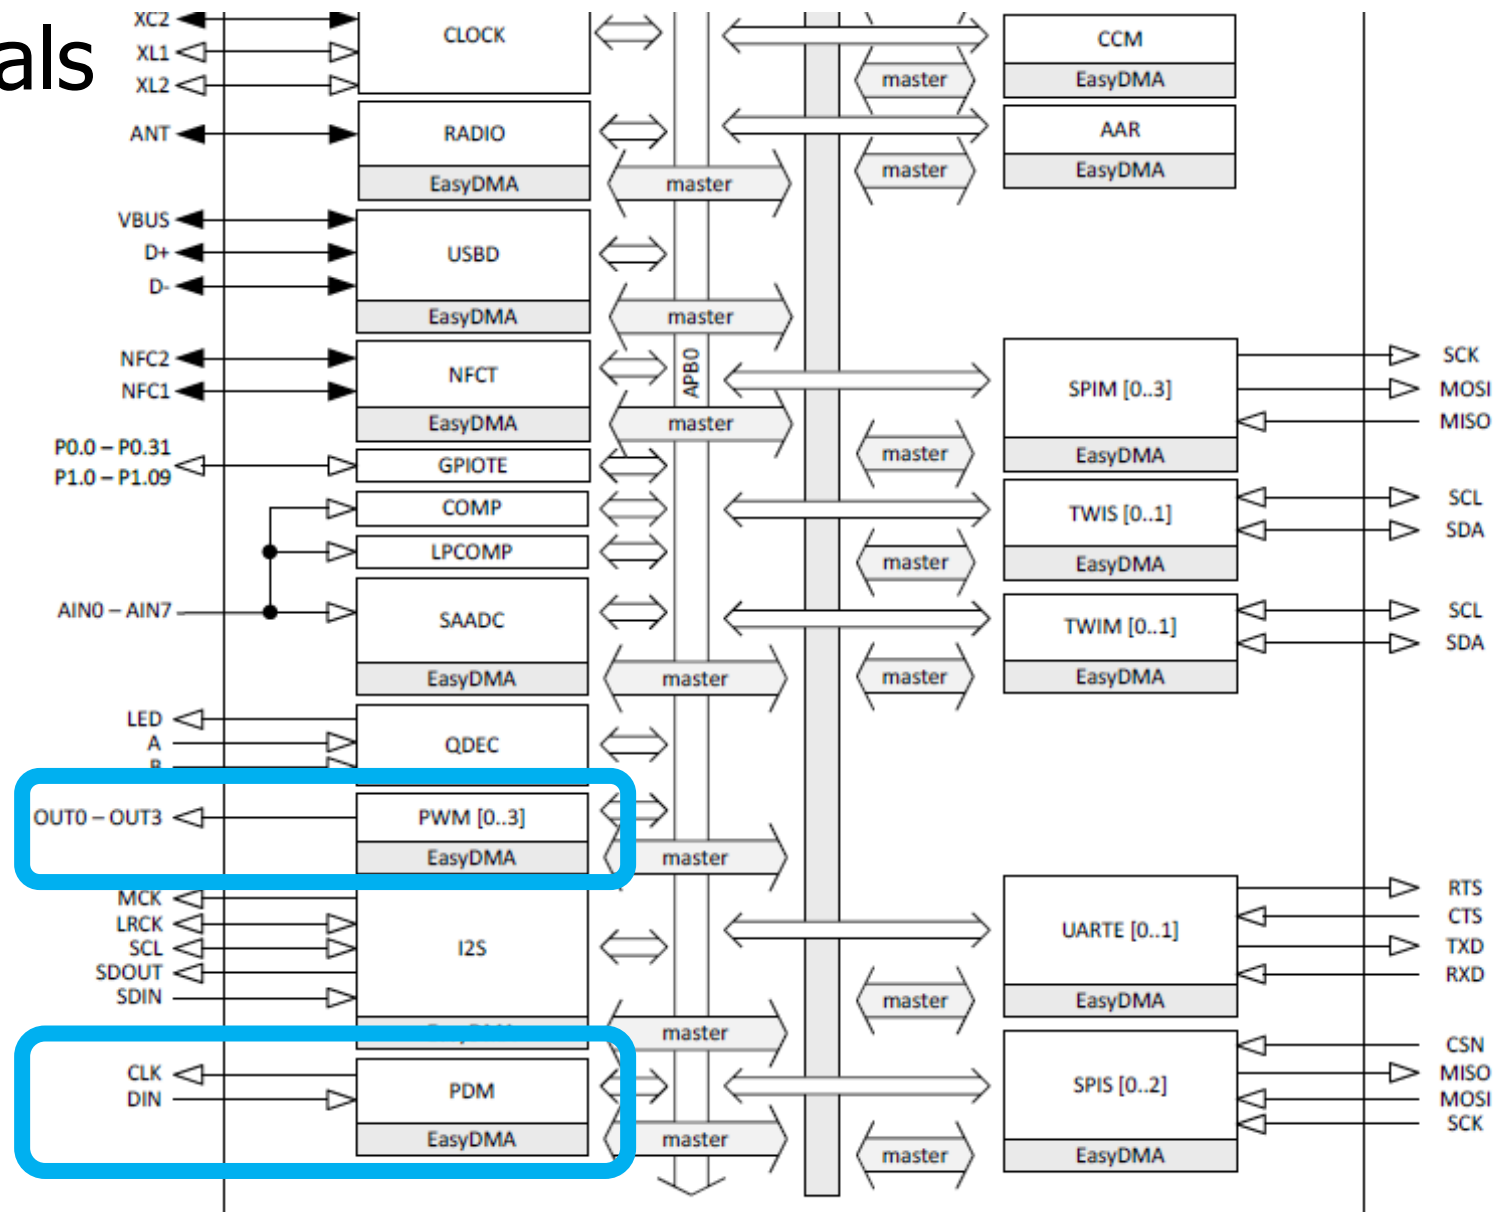 als
XC2
XL1
XL2
CLOCK
ANT
RADIO
EasyDMA
master
VBUS
D+
D-
USBD
EasyDMA
master
NFC2
NFC1
NFCT
EasyDMA
master
APB0
P0.0 – P0.31
P1.0 – P1.09
GPIOTE
COMP
LPCOMP
AIN0 – AIN7
SAADC
EasyDMA
master
LED
A
B
QDEC
OUT0 – OUT3
PWM [0..3]
EasyDMA
master
MCK
LRCK
SCL
SDOUT
SDIN
I2S
EasyDMA
master
CLK
DIN
PDM
EasyDMA
master
CCM
EasyDMA
master
AAR
EasyDMA
master
SPIM [0..3]
EasyDMA
master
SCK
MOSI
MISO
TWIS [0..1]
EasyDMA
master
SCL
SDA
TWIM [0..1]
EasyDMA
master
SCL
SDA
UARTE [0..1]
EasyDMA
master
RTS
CTS
TXD
RXD
SPIS [0..2]
EasyDMA
master
CSN
MISO
MOSI
SCK